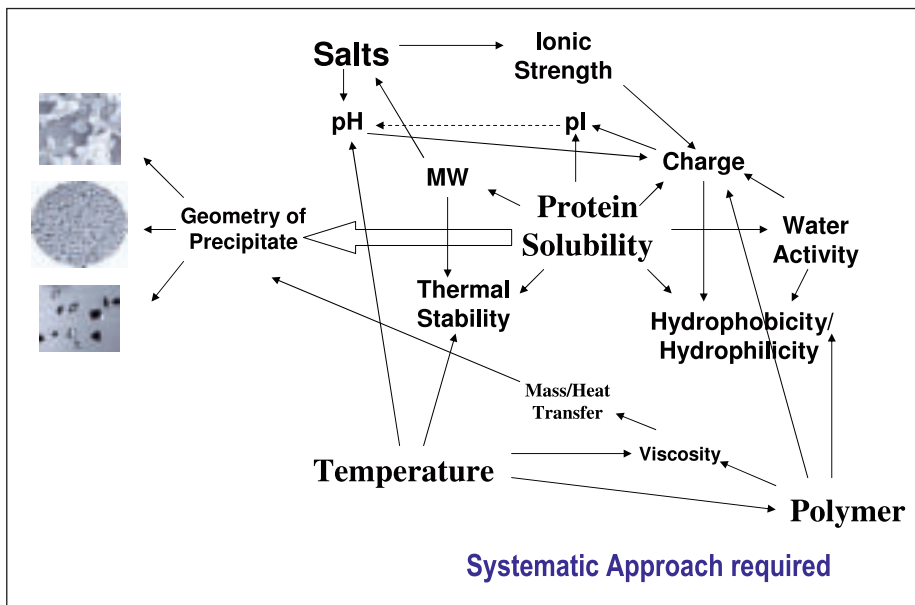 Salts
Ionic
Strength
pH
pI
Charge
MW
Protein
Solubility
Geometry of
Precipitate
Water
Activity
Thermal
Stability
Hydrophobicity/
Hydrophilicity
Mass/Heat
Transfer
Viscosity
Temperature
Polymer
Systematic Approach required